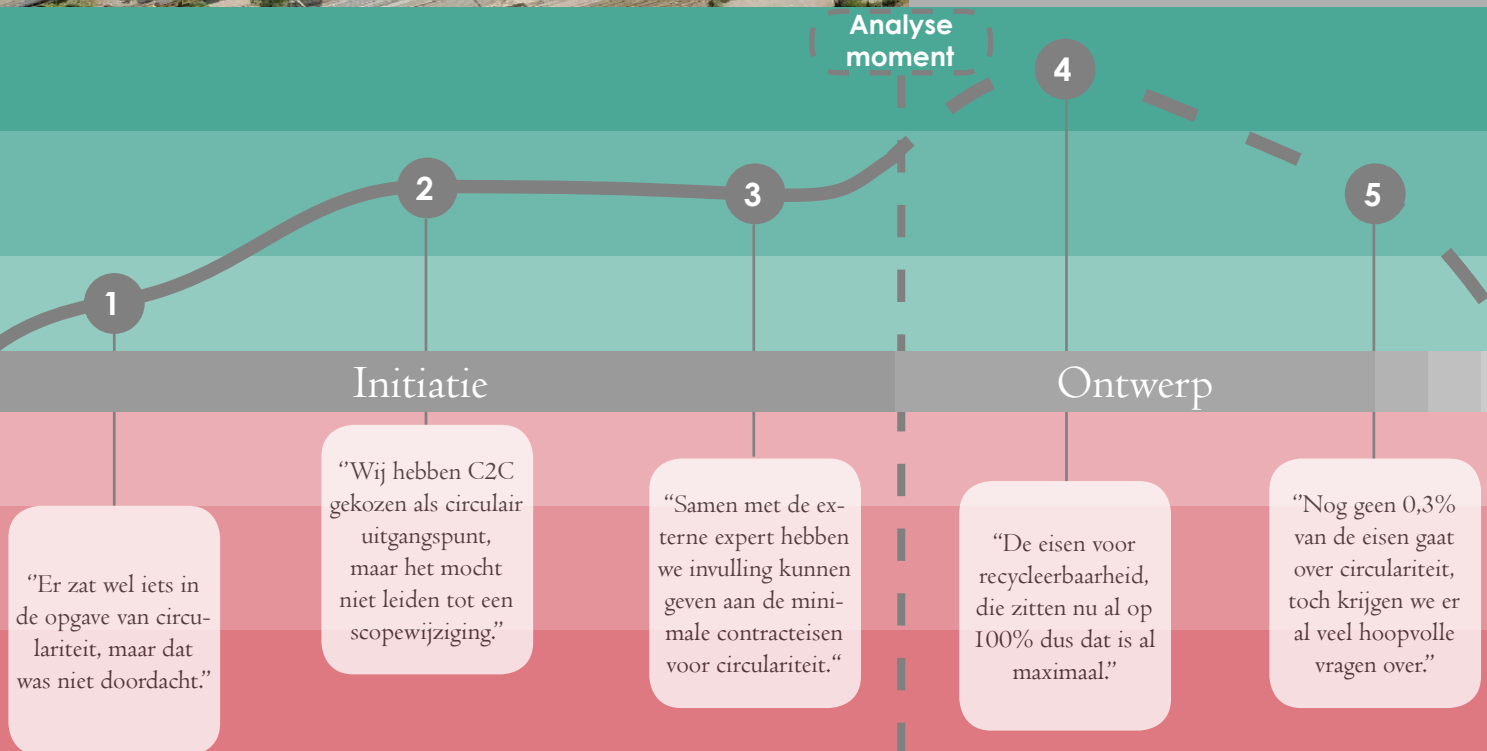 Analyse
moment
4
2
3
5
1
Initiatie
Ontwerp
‘’Er zat wel iets in
de opgave van circu-
lariteit, maar dat
was niet doordacht.’’
‘’Wij hebben C2C
gekozen als circulair
uitgangspunt,
maar het mocht
niet leiden tot een
scopewijziging.’’
“Samen met de ex-
terne expert hebben
we invulling kunnen
geven aan de mini-
male contracteisen
voor circulariteit.“
“De eisen voor
recycleerbaarheid,
die zitten nu al op
100% dus dat is al
maximaal.”
‘’Nog geen 0,3%
van de eisen gaat
over circulariteit,
toch krijgen we er
al veel hoopvolle
vragen over.’’